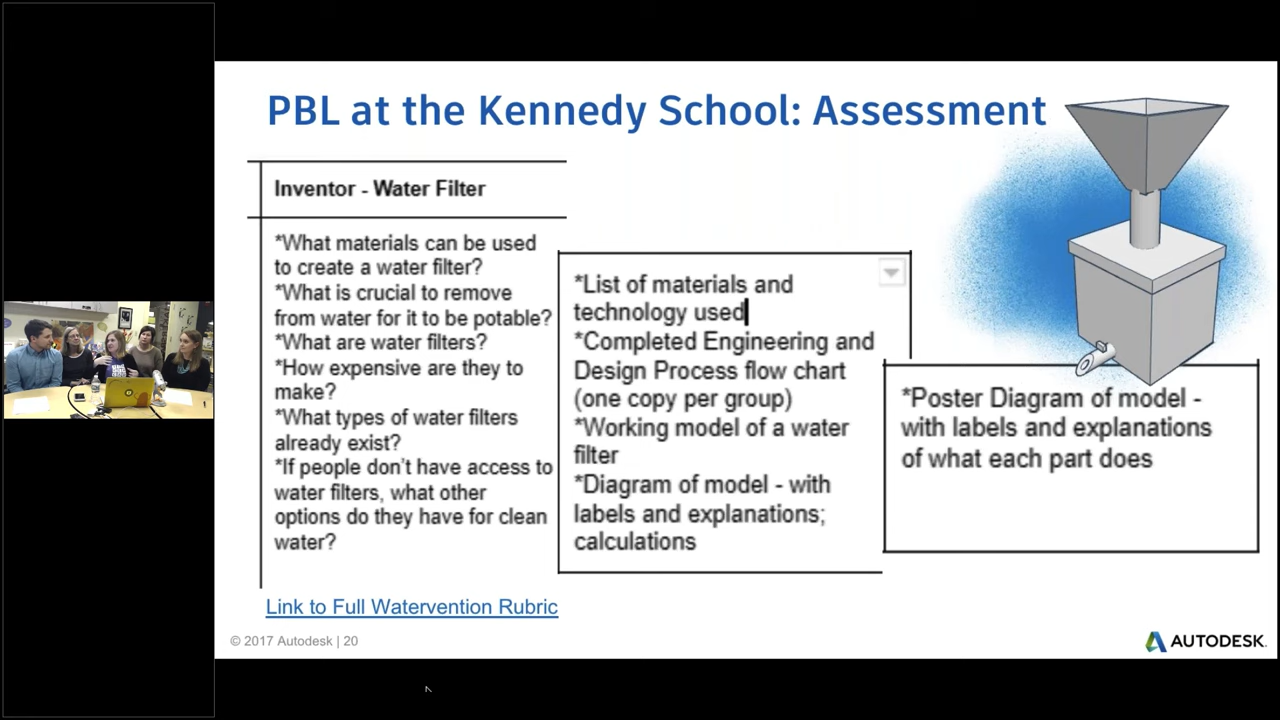 PBL at the Kennedy School: Assessment
Inventor - Water Filter
*What materials can be used
to create a water filter?
*What is crucial to remove
from water for it to be potable?
*What are water filters?
*How expensive are they to
make?
*What types of water filters
already exist?
*If people don't have access to
water filters, what other
options do they have for clean
water?
*List of materials and
technology used
*Completed Engineering and
Design Process flow chart
(one copy per group)
*Working model of a water
filter
*Diagram of model - with
labels and explanations;
calculations
*Poster Diagram of model -
with labels and explanations
of what each part does
Link to Full Watervention Rubric
© 2017 Autodesk | 20
AUTODESK.